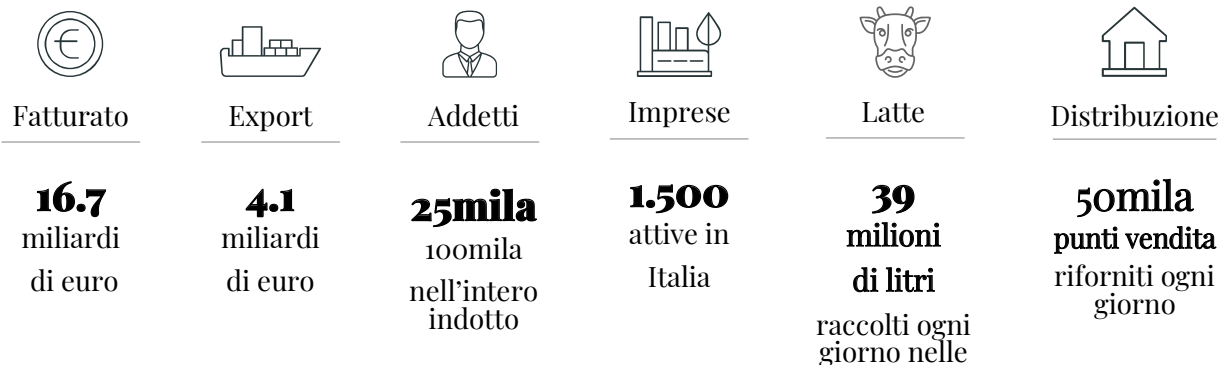 Fatturato
16.7
miliardi
di euro
Export
4.1
miliardi
di euro
Addetti
25mila
100mila
nell'intero
indotto
Imprese
1.500
attive in
Italia
Latte
39
milioni
di litri
raccolti ogni
giorno nelle
Distribuzione
50mila
punti vendita
riforniti ogni
giorno